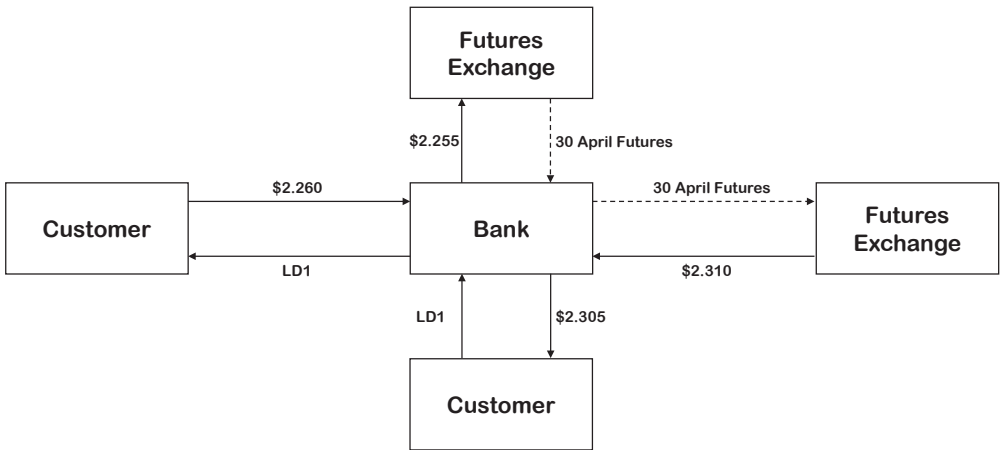 Futures
Exchange
$2.255
30 April Futures
$2.260
30 April Futures
Customer
Bank
Futures
Exchange
LD1
$2.310
LD1
$2.305
Customer